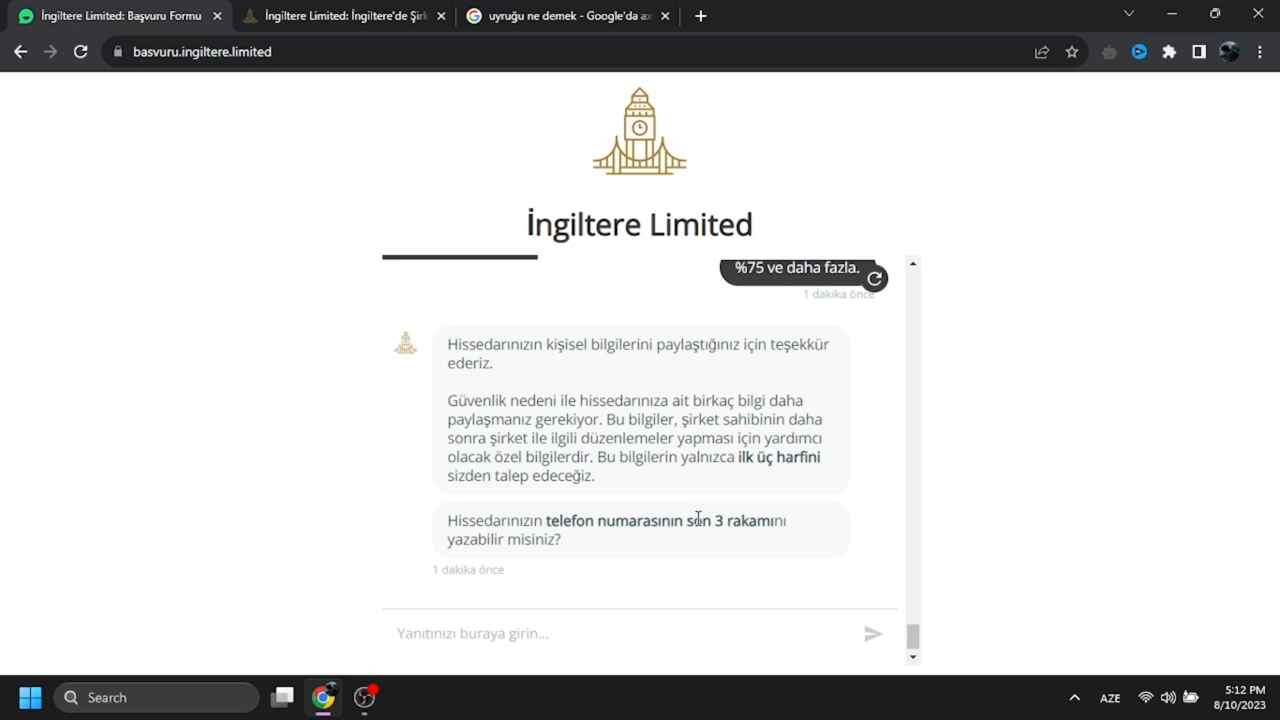 İngiltere Limited: Başvuru Formu
İngiltere Limited: İngiltere'de Şirk
uyruğu ne demek - Google'da ax
basvuru.ingiltere.limited
İngiltere Limited
%75 ve daha fazla.
1 dakika önce
Hissedarınızın kişisel bilgilerini paylaştığınız için teşekkür
ederiz.
Güvenlik nedeni ile hissedarınıza ait birkaç bilgi daha
paylaşmanız gerekiyor. Bu bilgiler, şirket sahibinin daha
sonra şirket ile ilgili düzenlemeler yapması için yardımcı
olacak özel bilgilerdir. Bu bilgilerin yalnızca ilk üç harfini
sizden talep edeceğiz.
Hissedarınızın telefon numarasının son 3 rakamını
yazabilir misiniz?
1 dakika önce
Yanıtınızı buraya girin...
Search
AZE
5:12 PM
8/10/2023